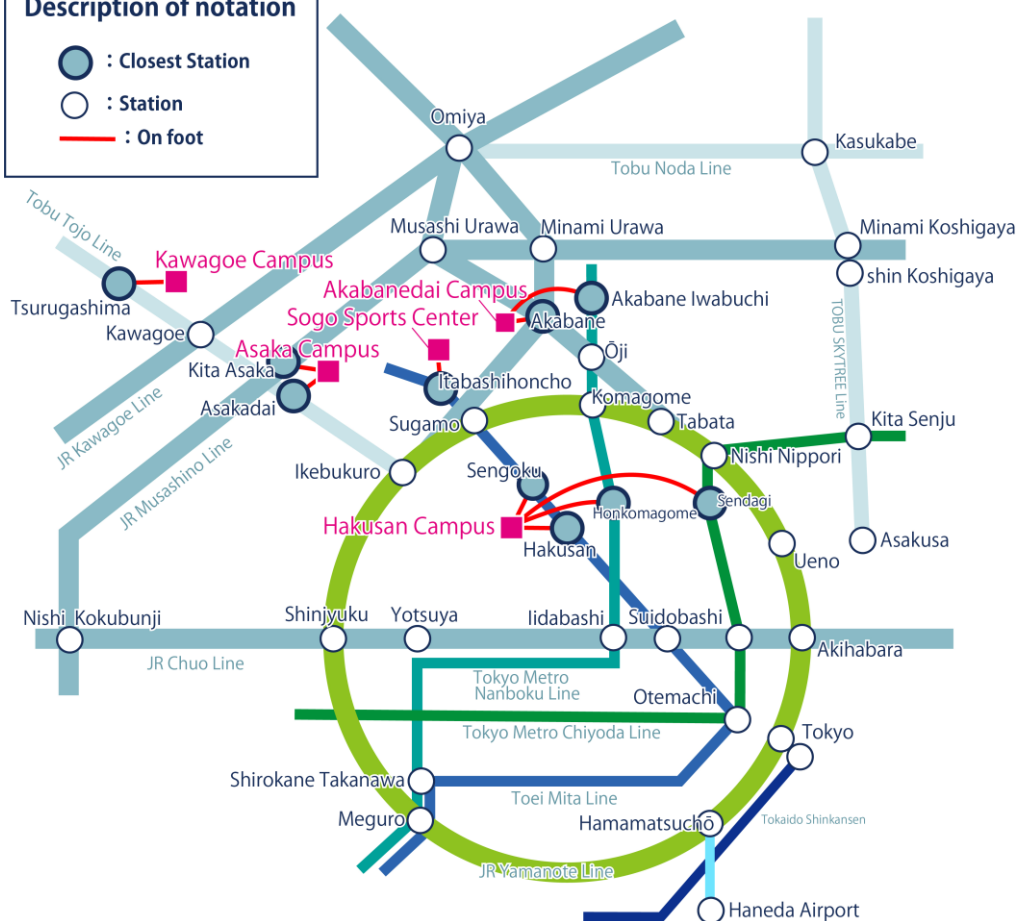 Description of notation
: Closest Station
: Station
: On foot
Omiya
Kasukabe
Tobu Noda Line
Tobu Tojo Line
Musashi Urawa
Minami Urawa
Minami Koshigaya
Kawagoe Campus
shin Koshigaya
Akabanedai Campus
Akabane Iwabuchi
Tsurugashima
Sogo Sports Center
Akabane
Kawagoe
Asaka Campus
Ōji
TOBU SKYTREE Line
Kita Asaka
Itabashihoncho
Asakadai
Komagome
JR Kawagoe Line
Sugamo
Tabata
Kita Senju
JR Musashino Line
Ikebukuro
Sengoku
Nishi Nippori
Sendagi
Honkomagome
Hakusan Campus
Hakusan
Asakusa
Ueno
Nishi Kokubunji
Shinjyuku
Yotsuya
Iidabashi
Suidobashi
Akihabara
JR Chuo Line
Tokyo Metro
Nanboku Line
Otemachi
Tokyo Metro Chiyoda Line
Tokyo
Shirokane Takanawa
Toei Mita Line
Meguro
Hamamatsuchō
Tokaido Shinkansen
JR Yamanote Line
Haneda Airport